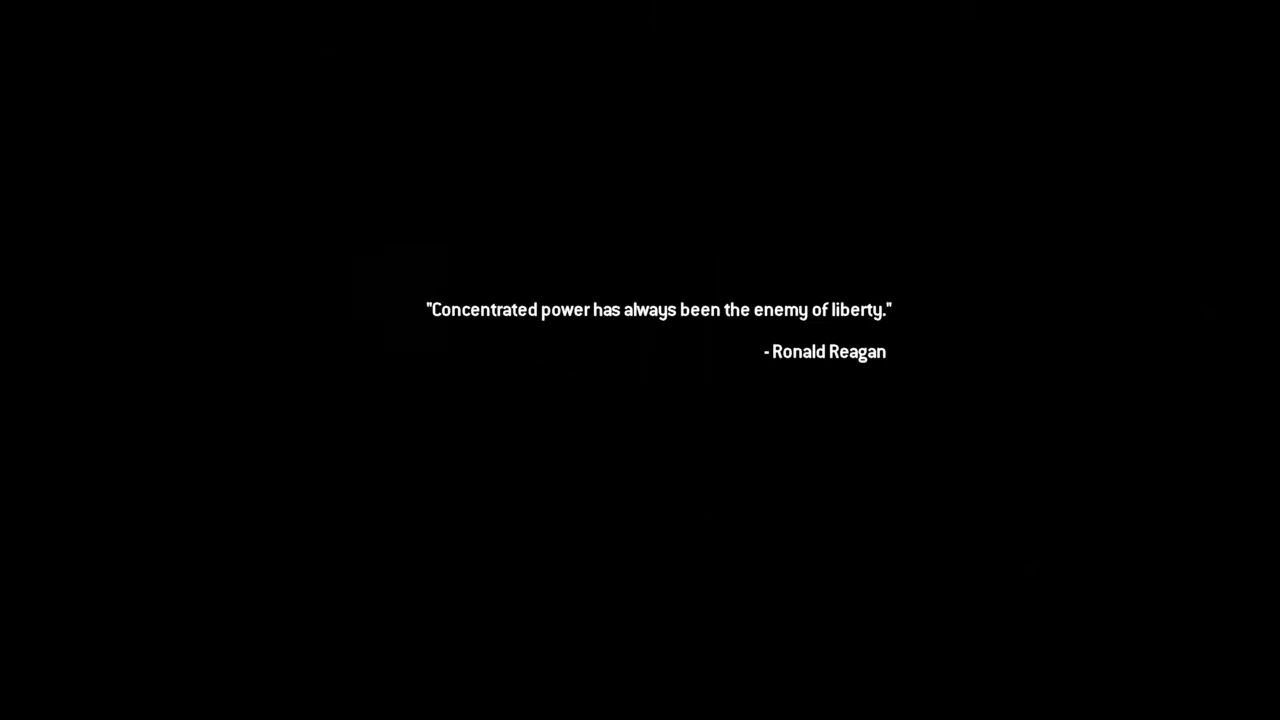 "Concentrated power has always been the enemy of liberty."
- Ronald Reagan